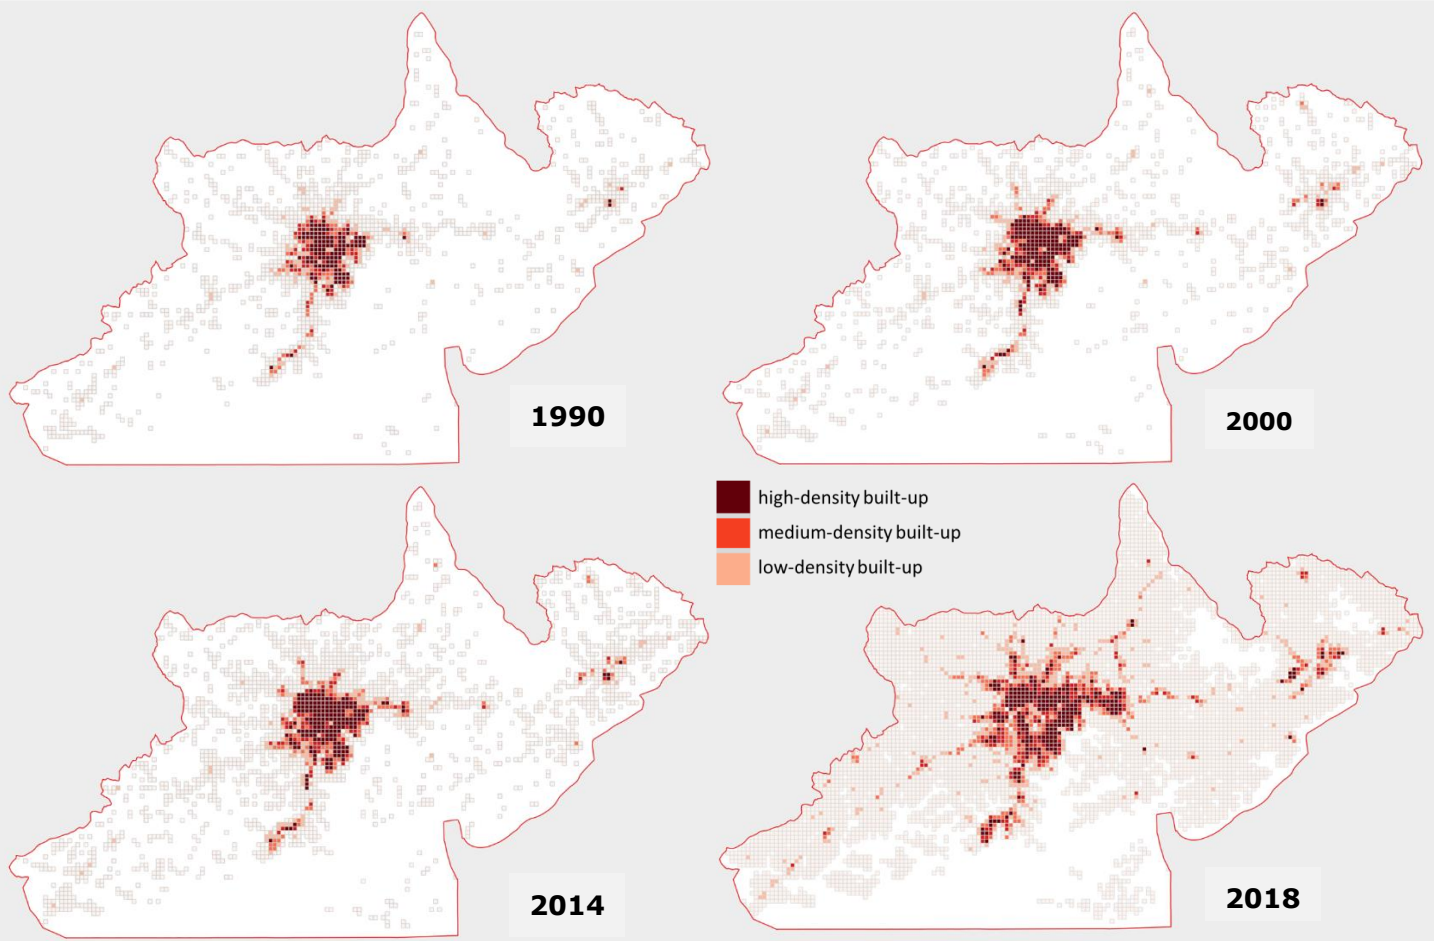 1990
2000
high-density built-up
medium-density built-up
low-density built-up
2014
2018